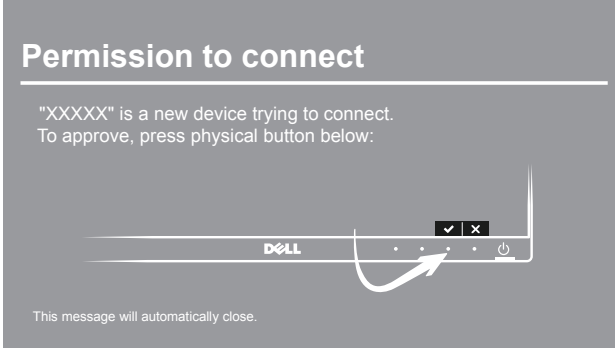 Permission to connect
"XXXXX" is a new device trying to connect.
To approve, press physical button below:
DELL
This message will automatically close.